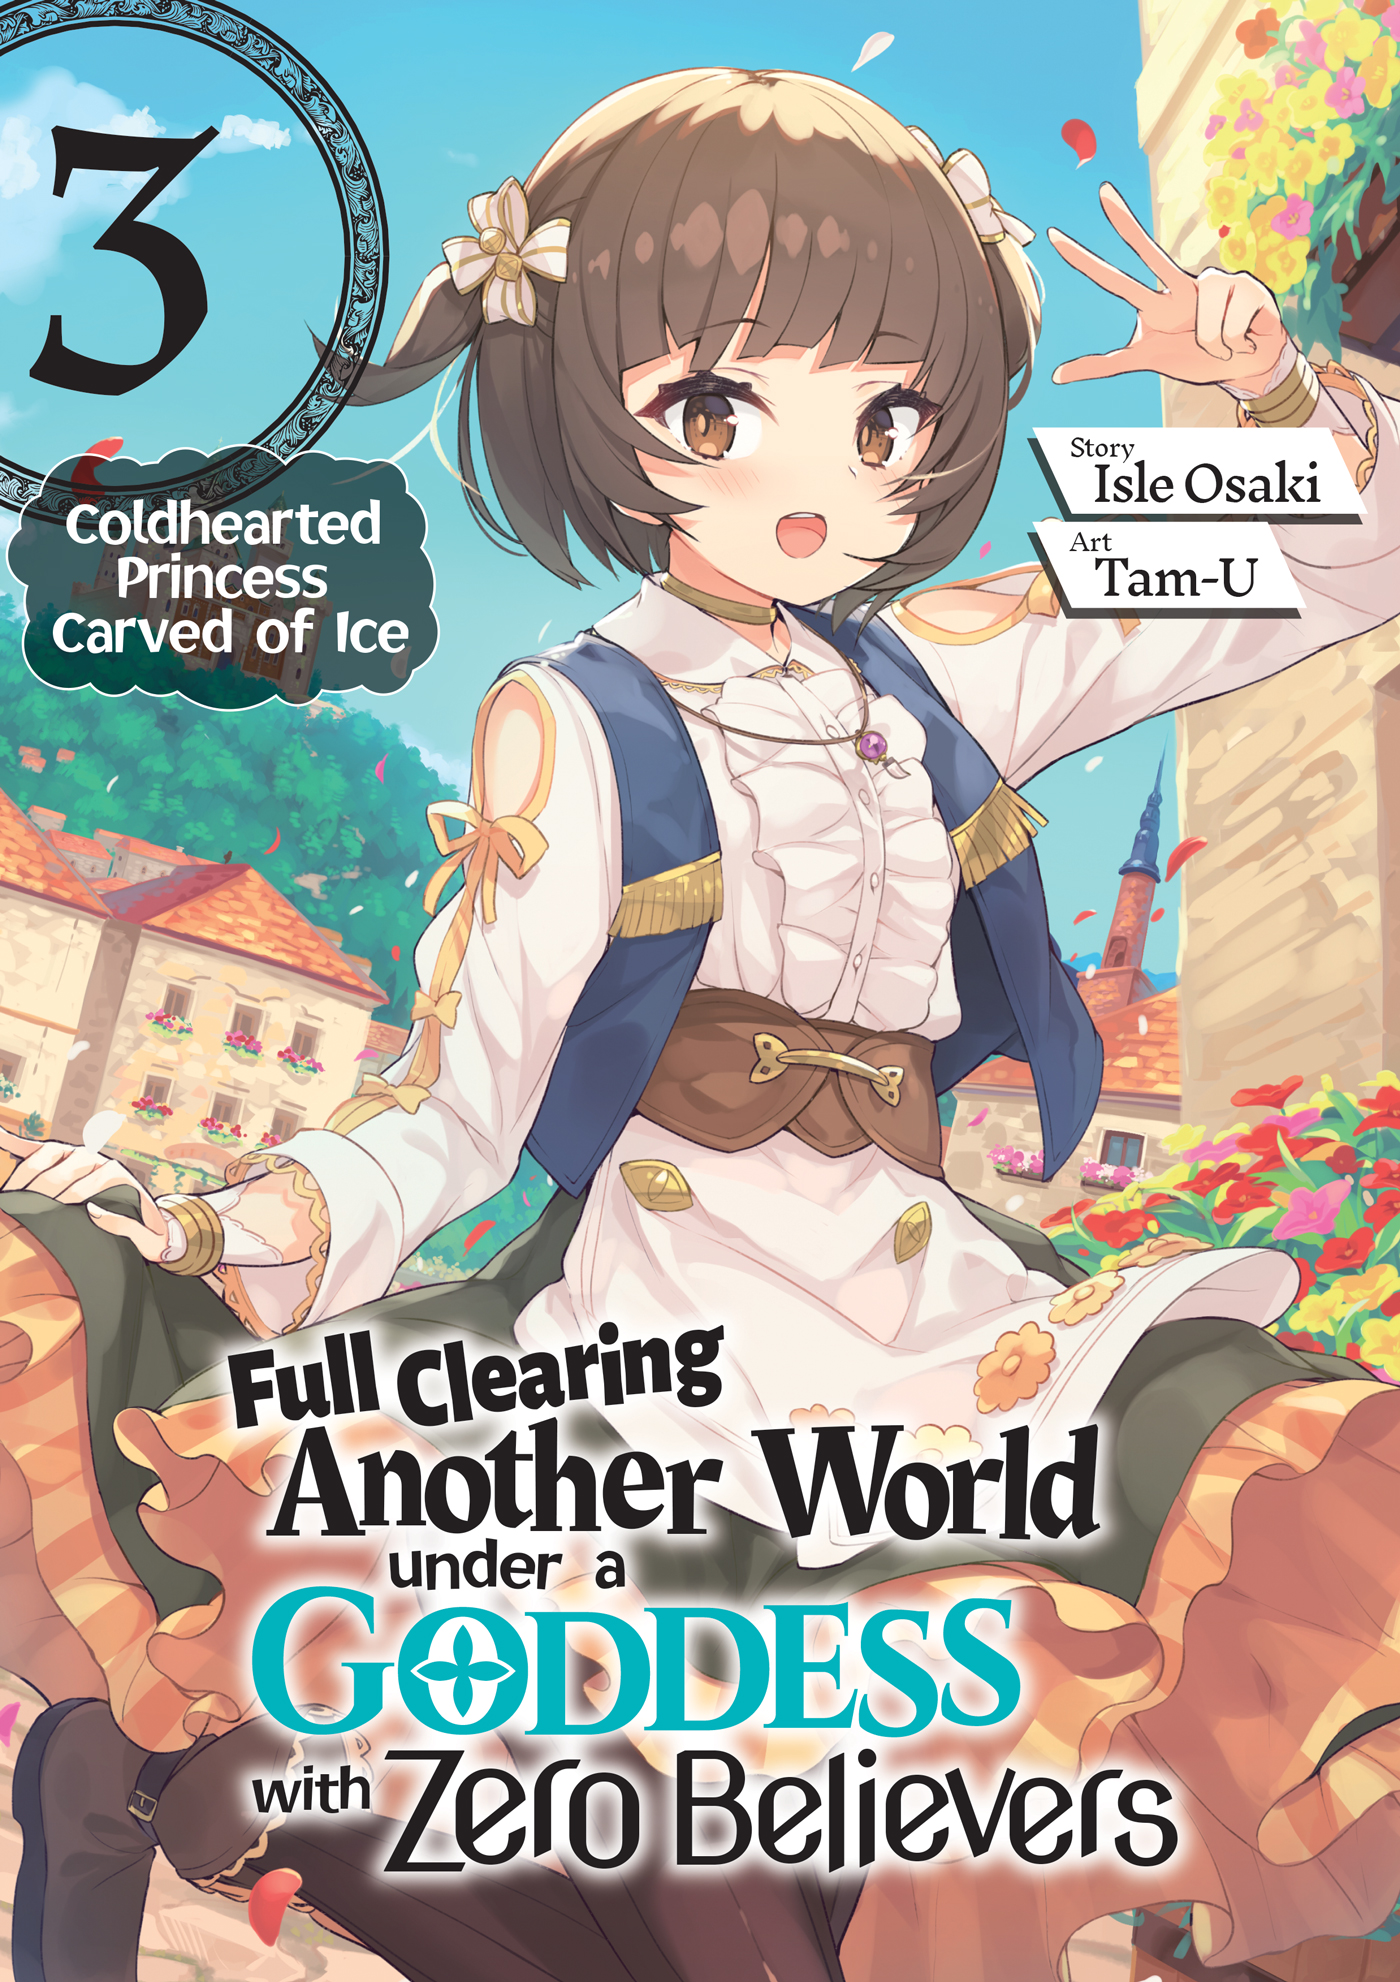 3
Coldhearted
Princess
Carved of Ice
Story
Isle Osaki
Art
Tam-U
Full Clearing
Another World
under a
GODDESS
with Zero Believers